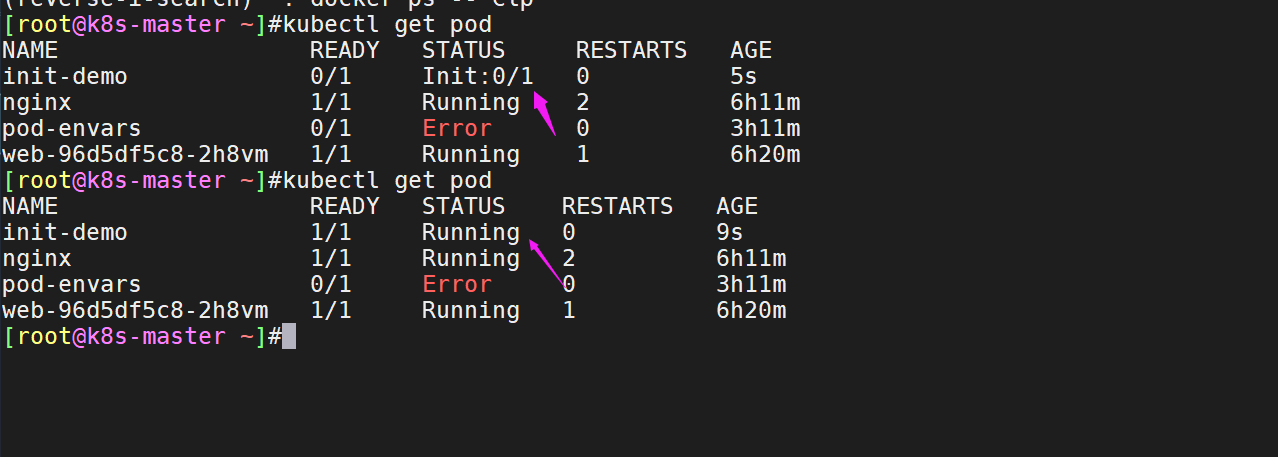 (reverse-i-search)`': docker ps -- clp
[root@k8s-master ~]#kubectl get pod
NAME READY STATUS RESTARTS AGE
init-demo 0/1 Init:0/1 0 5s
nginx 1/1 Running 2 6h11m
pod-envars 0/1 Error 0 3h11m
web-96d5df5c8-2h8vm 1/1 Running 1 6h20m
[root@k8s-master ~]#kubectl get pod
NAME READY STATUS RESTARTS AGE
init-demo 1/1 Running 0 9s
nginx 1/1 Running 2 6h11m
pod-envars 0/1 Error 0 3h11m
web-96d5df5c8-2h8vm 1/1 Running 1 6h20m
[root@k8s-master ~]#